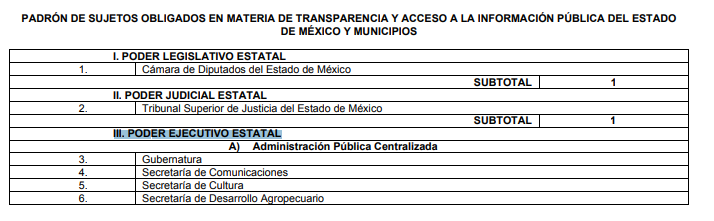 PADRÓN DE SUJETOS OBLIGADOS EN MATERIA DE TRANSPARENCIA Y ACCESO A LA INFORMACIÓN PÚBLICA DEL ESTADO
DE MÉXICO Y MUNICIPIOS
I. PODER LEGISLATIVO ESTATAL
1. Cámara de Diputados del Estado de México
SUBTOTAL 1
II. PODER JUDICIAL ESTATAL
2. Tribunal Superior de Justicia del Estado de México
SUBTOTAL 1
III. PODER EJECUTIVO ESTATAL
A) Administración Pública Centralizada
3. Gubernatura
4. Secretaría de Comunicaciones
5. Secretaría de Cultura
6. Secretaría de Desarrollo Agropecuario